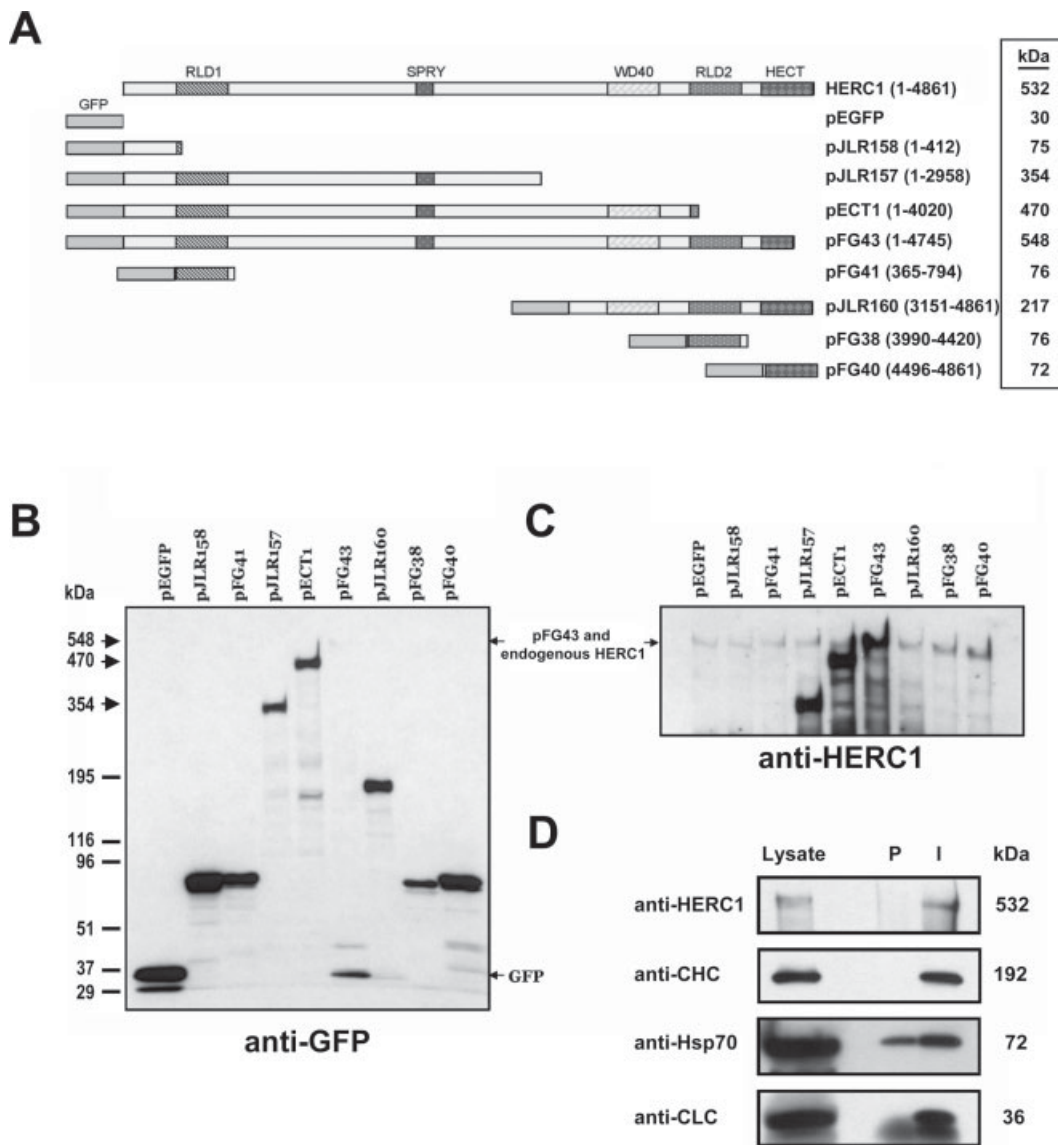 A
kDa
RLD1 SPRY WD40 RLD2 HECT
HERC1 (1-4861) 532
GFP
pEGFP 30
pJLR158 (1-412) 75
pJLR157 (1-2958) 354
pECT1 (1-4020) 470
pFG43 (1-4745) 548
pFG41 (365-794) 76
pJLR160 (3151-4861) 217
pFG38 (3990-4420) 76
pFG40 (4496-4861) 72
B
pEGFP pJLR158 pFG41 pJLR157 pECT1 pFG43 pJLR160 pFG38 pFG40
kDa
548
470
354
195
116
96
51
37
29
pFG43 and
endogenous HERC1
GFP
anti-GFP
C
pEGFP pJLR158 pFG41 pJLR157 pECT1 pFG43 pJLR160 pFG38 pFG40
anti-HERC1
D
Lysate P I kDa
anti-HERC1 532
anti-CHC 192
anti-Hsp70 72
anti-CLC 36